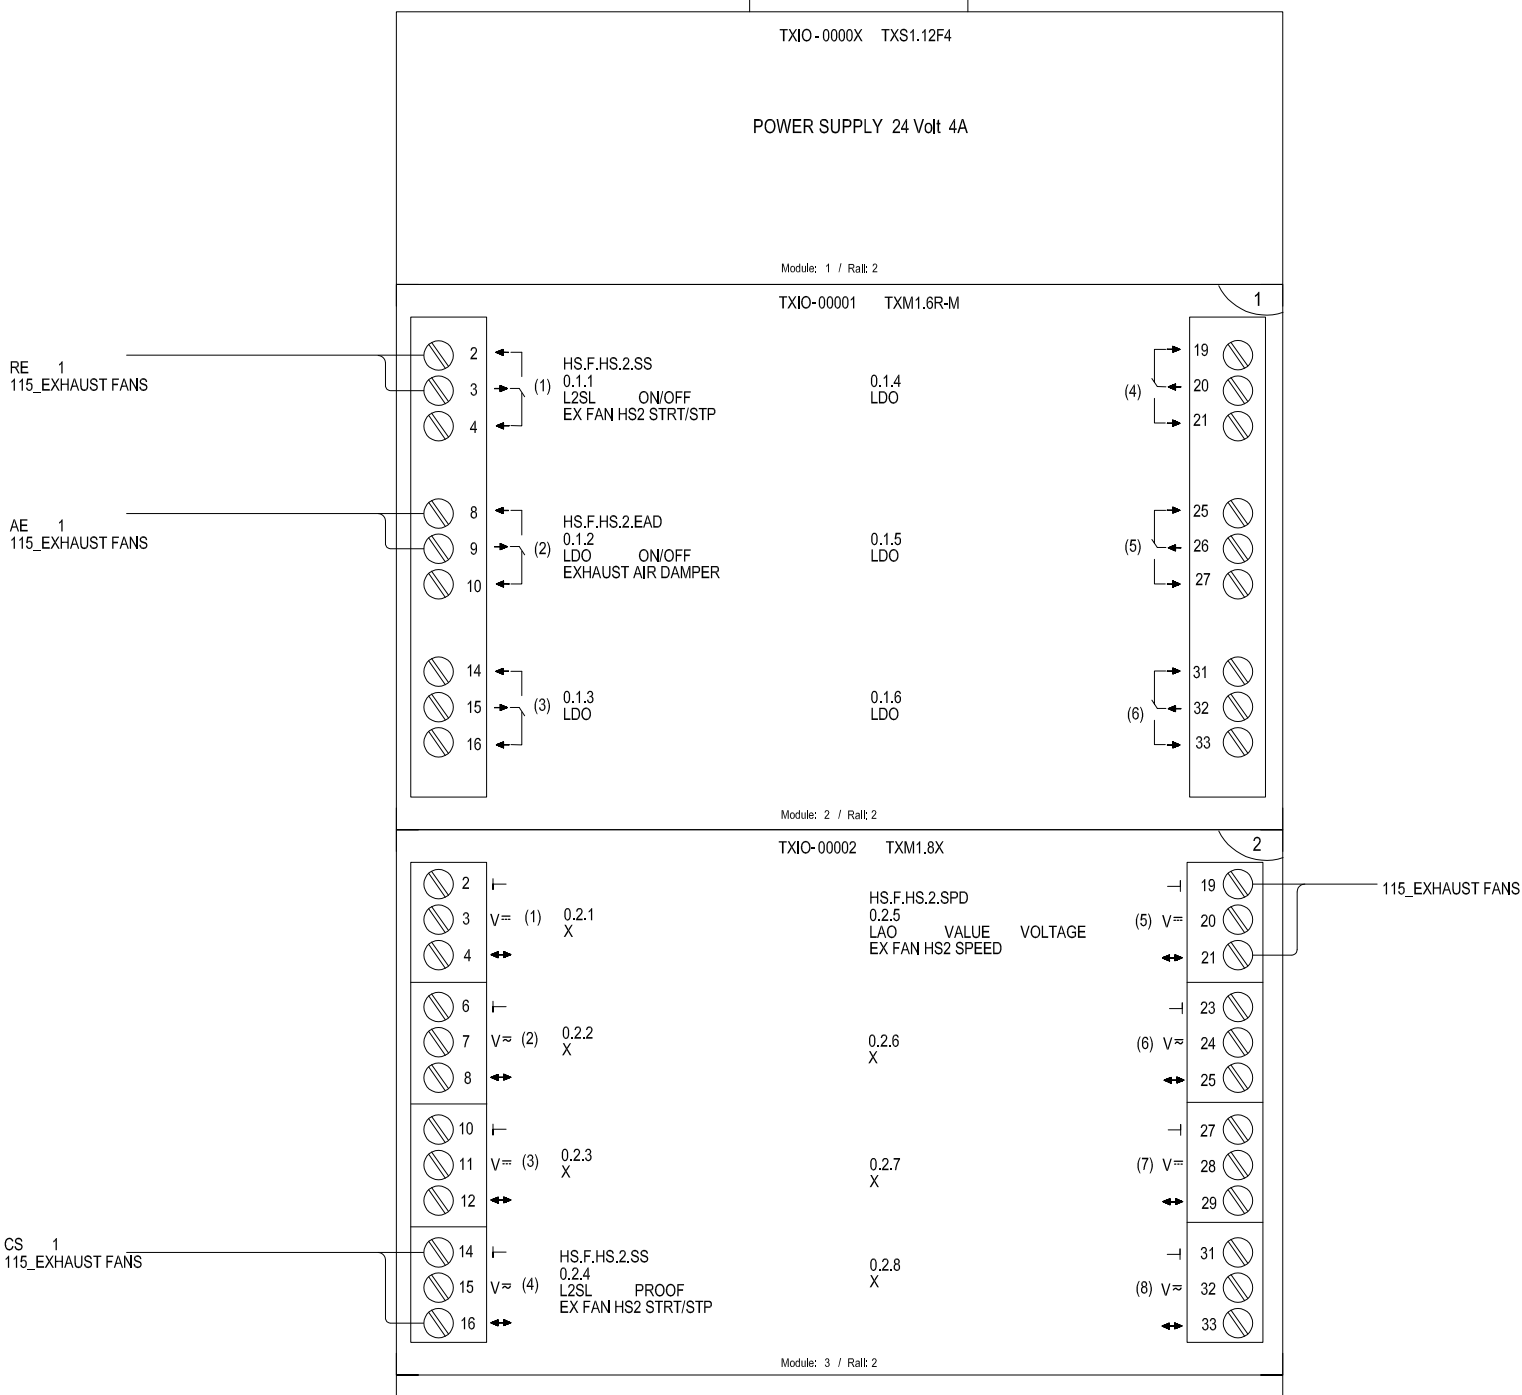 TXIO-0000X TXS1.12F4
POWER SUPPLY 24 Volt 4A
Module: 1 / Rail: 2
TXIO-00001 TXM1.6R-M
1
RE 1
115_EXHAUST FANS
2
3
4
(1)
HS.F.HS.2.SS
0.1.1
L2SL ON/OFF
EX FAN HS2 STRT/STP
0.1.4
LDO
(4)
19
20
21
AE 1
115_EXHAUST FANS
8
9
10
(2)
HS.F.HS.2.EAD
0.1.2
LDO ON/OFF
EXHAUST AIR DAMPER
0.1.5
LDO
(5)
25
26
27
14
15
16
(3)
0.1.3
LDO
0.1.6
LDO
(6)
31
32
33
Module: 2 / Rail: 2
TXIO-00002 TXM1.8X
2
2
3 V (1)
4
0.2.1
X
HS.F.HS.2.SPD
0.2.5
LAO VALUE VOLTAGE
EX FAN HS2 SPEED
19
(5) V 20
21
115_EXHAUST FANS
6
7 V (2)
8
0.2.2
X
0.2.6
X
23
(6) V 24
25
10
11 V (3)
12
0.2.3
X
0.2.7
X
27
(7) V 28
29
CS 1
115_EXHAUST FANS
14
15 V (4)
16
HS.F.HS.2.SS
0.2.4
L2SL PROOF
EX FAN HS2 STRT/STP
0.2.8
X
31
(8) V 32
33
Module: 3 / Rail: 2